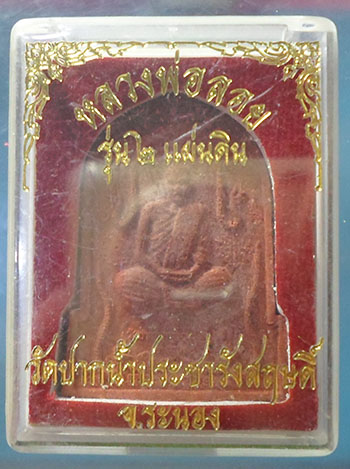 หลวงพ่อลอย
รุ่น๒ แผ่นดิน
วัดปากน้ำประชารังสฤษดิ์
จ.ระนอง